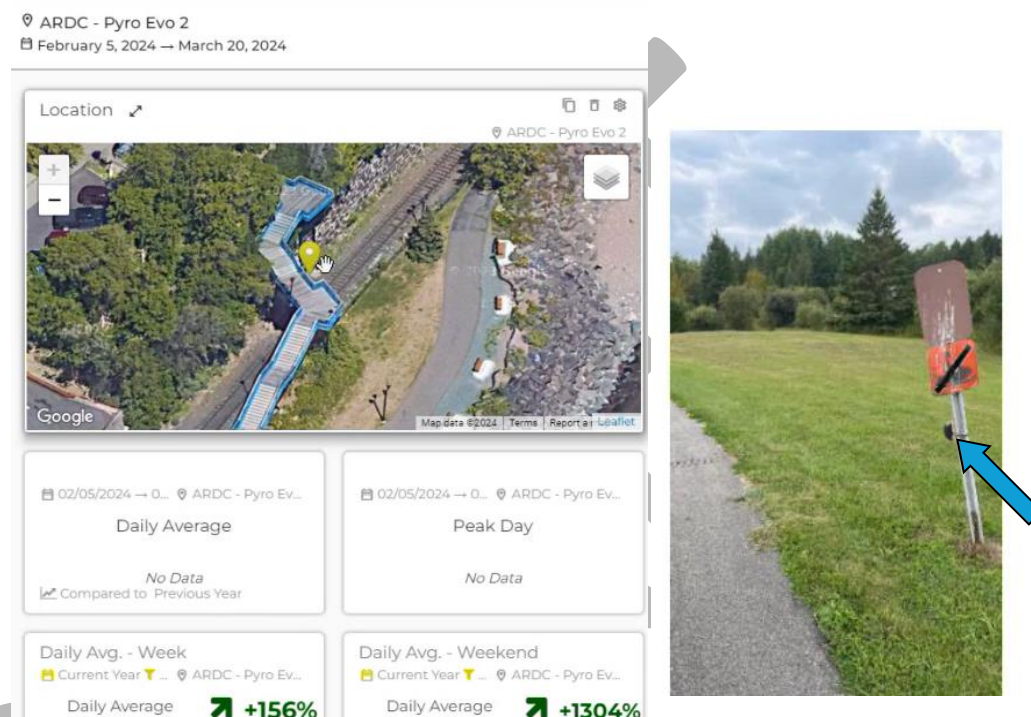 ARDC - Pyro Evo 2
February 5, 2024 → March 20, 2024
Location
ARDC - Pyro Evo 2
+
−
Google
Map data ©2024 Terms Report a Leaflet
02/05/2024 → 0... ARDC - Pyro Ev...
Daily Average
No Data
Compared to Previous Year
02/05/2024 → 0... ARDC - Pyro Ev...
Peak Day
No Data
Daily Avg. - Week
Current Year ... ARDC - Pyro Ev...
Daily Average +156%
Daily Avg. - Weekend
Current Year ... ARDC - Pyro Ev...
Daily Average +1304%